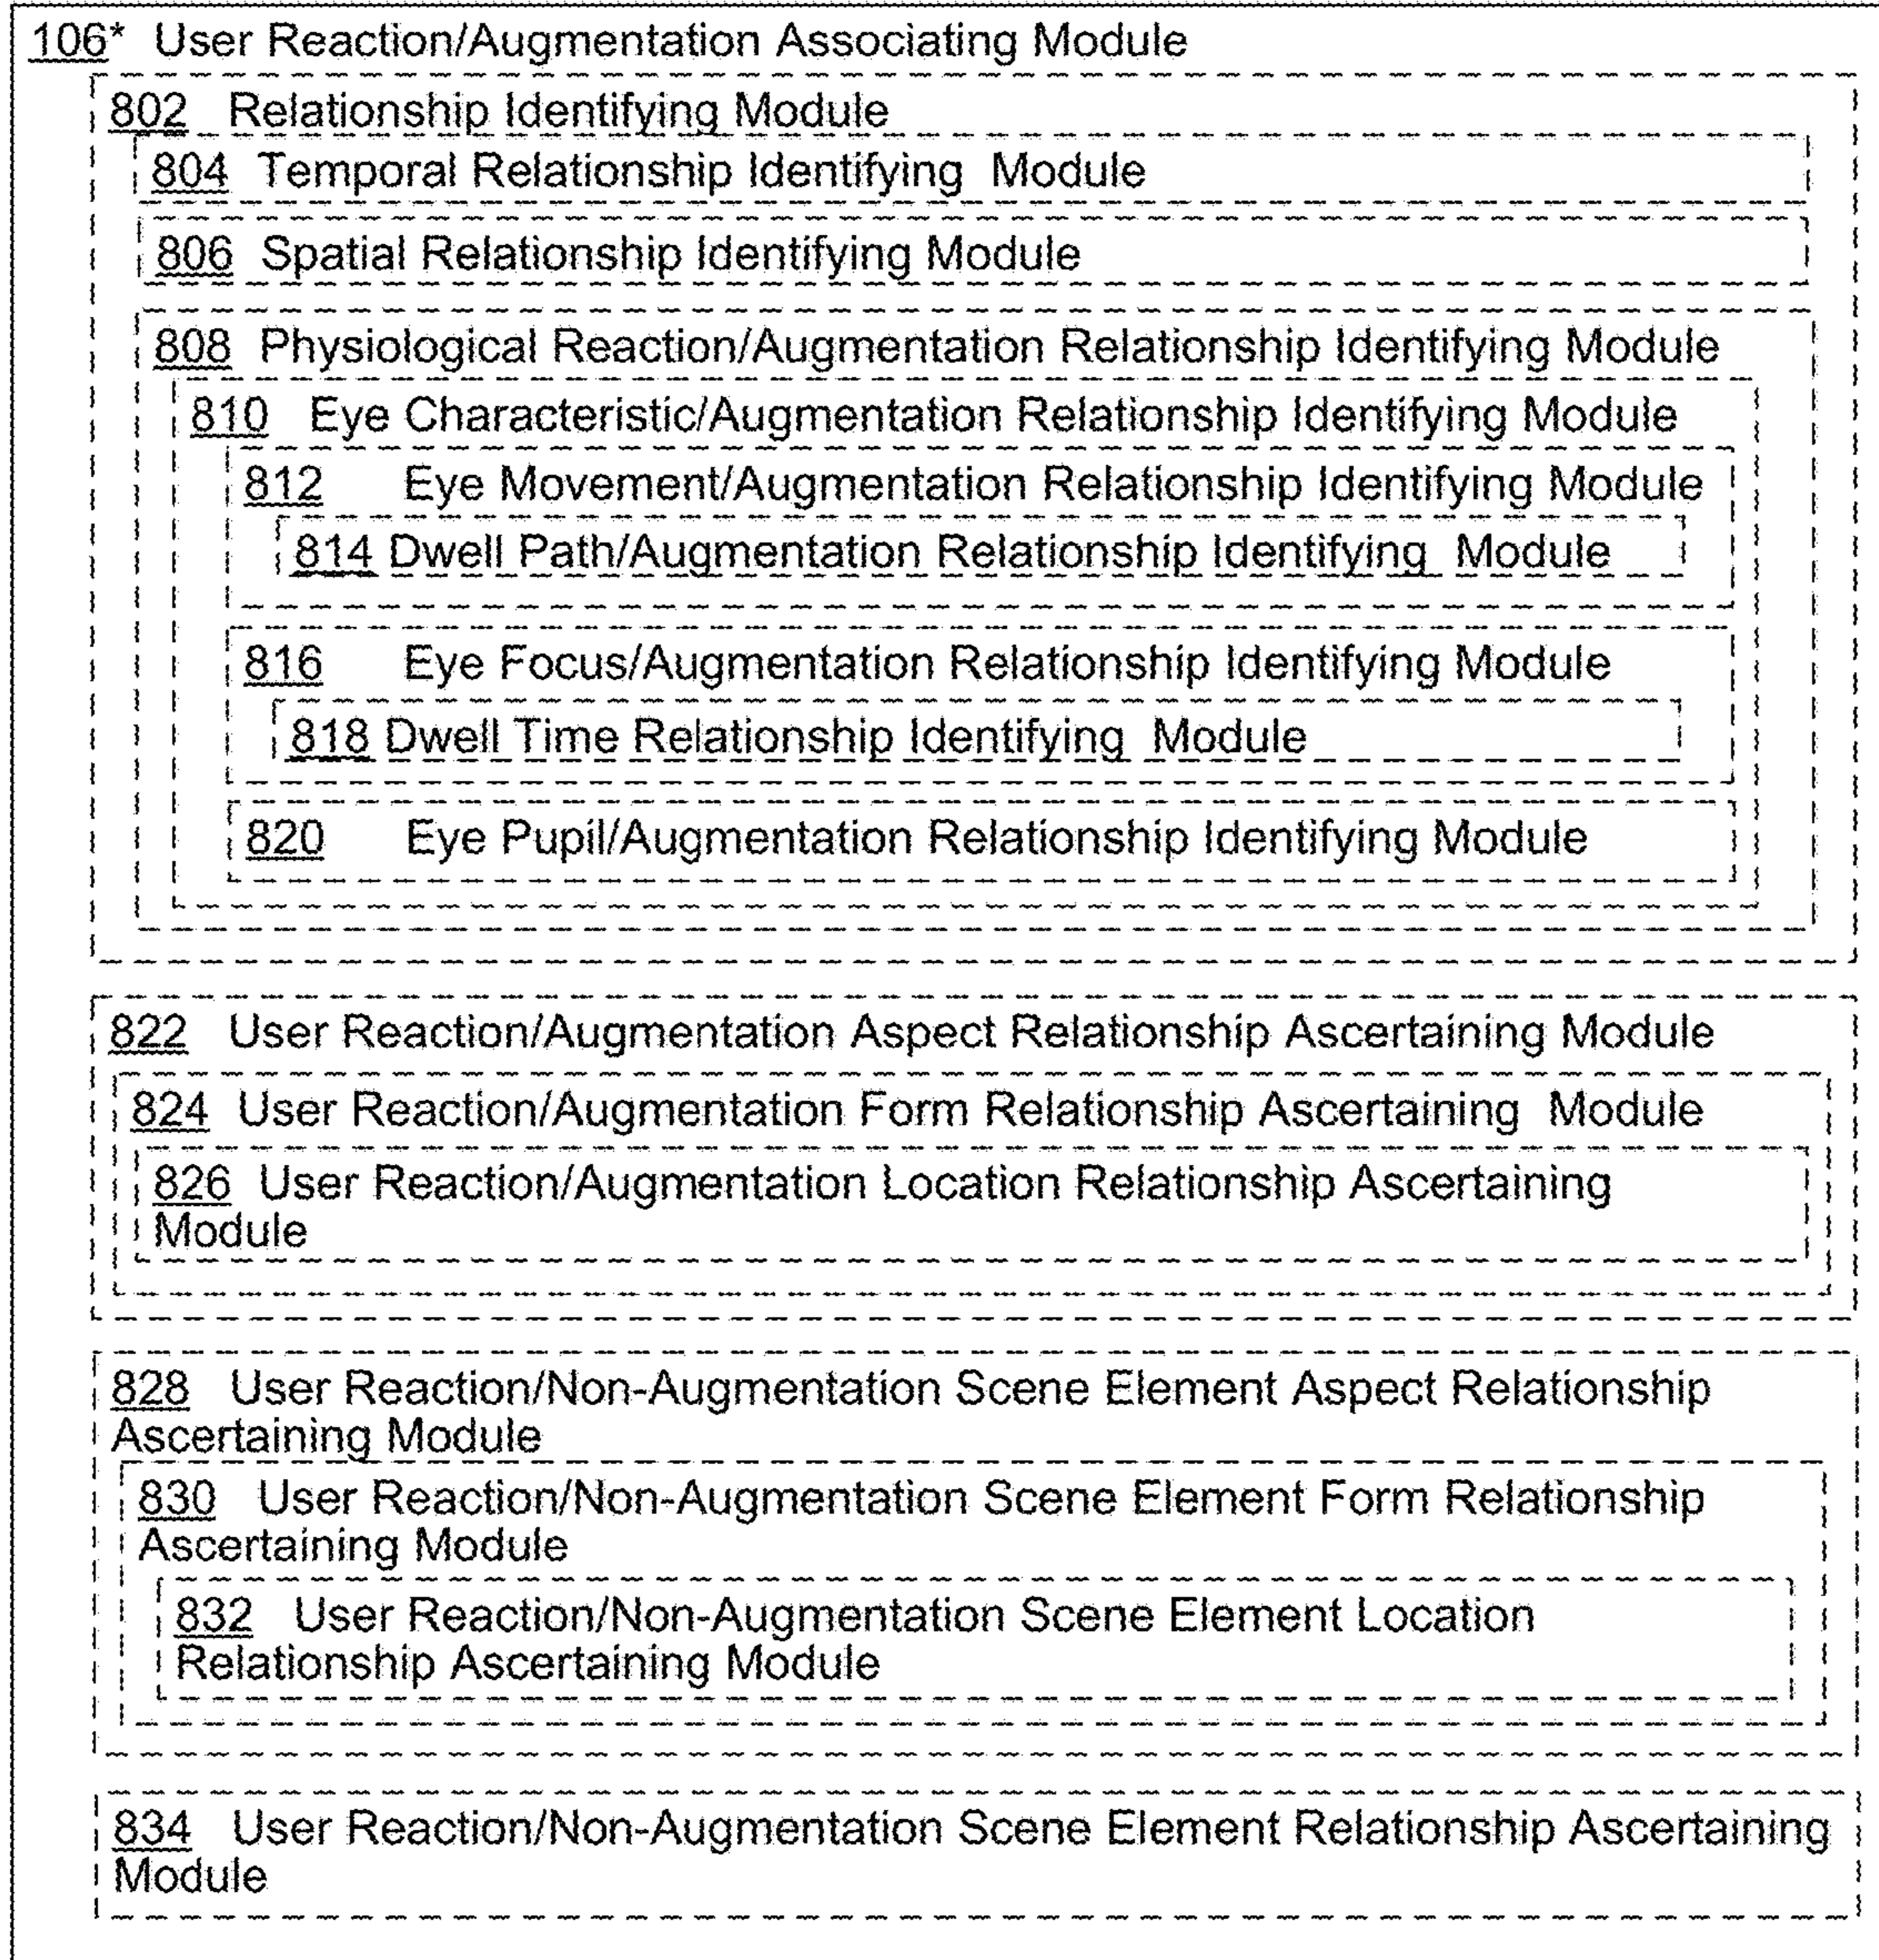 106* User Reaction/Augmentation Associating Module
802 Relationship Identifying Module
804 Temporal Relationship Identifying Module
806 Spatial Relationship Identifying Module
808 Physiological Reaction/Augmentation Relationship Identifying Module
810 Eye Characteristic/Augmentation Relationship Identifying Module
812 Eye Movement/Augmentation Relationship Identifying Module
814 Dwell Path/Augmentation Relationship Identifying Module
816 Eye Focus/Augmentation Relationship Identifying Module
818 Dwell Time Relationship Identifying Module
820 Eye Pupil/Augmentation Relationship Identifying Module
822 User Reaction/Augmentation Aspect Relationship Ascertaining Module
824 User Reaction/Augmentation Form Relationship Ascertaining Module
826 User Reaction/Augmentation Location Relationship Ascertaining
Module
828 User Reaction/Non-Augmentation Scene Element Aspect Relationship
Ascertaining Module
830 User Reaction/Non-Augmentation Scene Element Form Relationship
Ascertaining Module
832 User Reaction/Non-Augmentation Scene Element Location
Relationship Ascertaining Module
834 User Reaction/Non-Augmentation Scene Element Relationship Ascertaining
Module